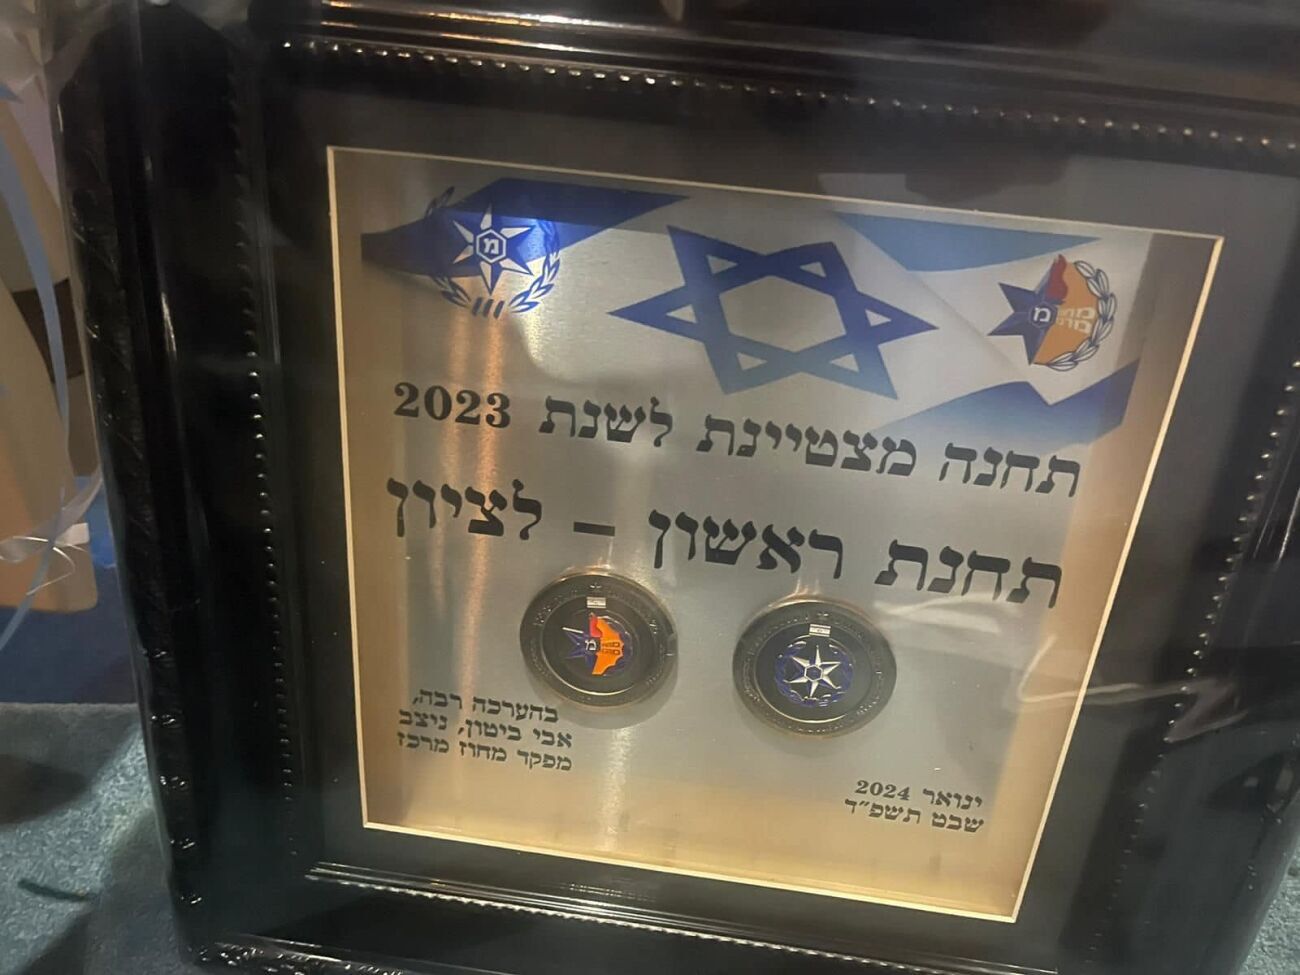 תחנה מצטיינת לשנת 2023
תחנת ראשון – לציון
בהערכה רבה,
אבי ביטון, ניצב
מפקד מחוז מרכז
ינואר 2024
שבט תשפ"ד
מ
מ
מ